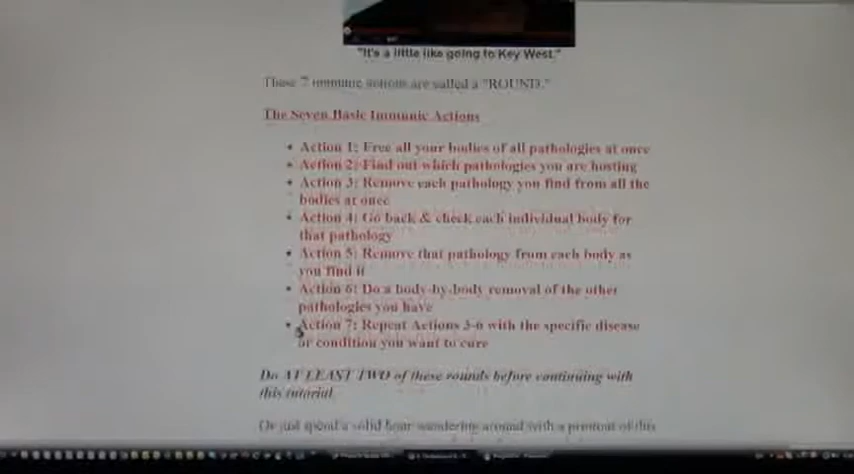 "It's a little like going to Key West."
These 7 immunic actions are called a "ROUND."
The Seven Basic Immunic Actions
• Action 1: Free all your bodies of all pathologies at once
• Action 2: Find out which pathologies you are hosting
• Action 3: Remove each pathology you find from all the
bodies at once
• Action 4: Go back & check each individual body for
that pathology
• Action 5: Remove that pathology from each body as
you find it
• Action 6: Do a body-by-body removal of the other
pathologies you have
• Action 7: Repeat Actions 3-6 with the specific disease
or condition you want to cure
Do AT LEAST TWO of these rounds before continuing with
this tutorial
Or just spend a solid hour wandering around with a printout of this